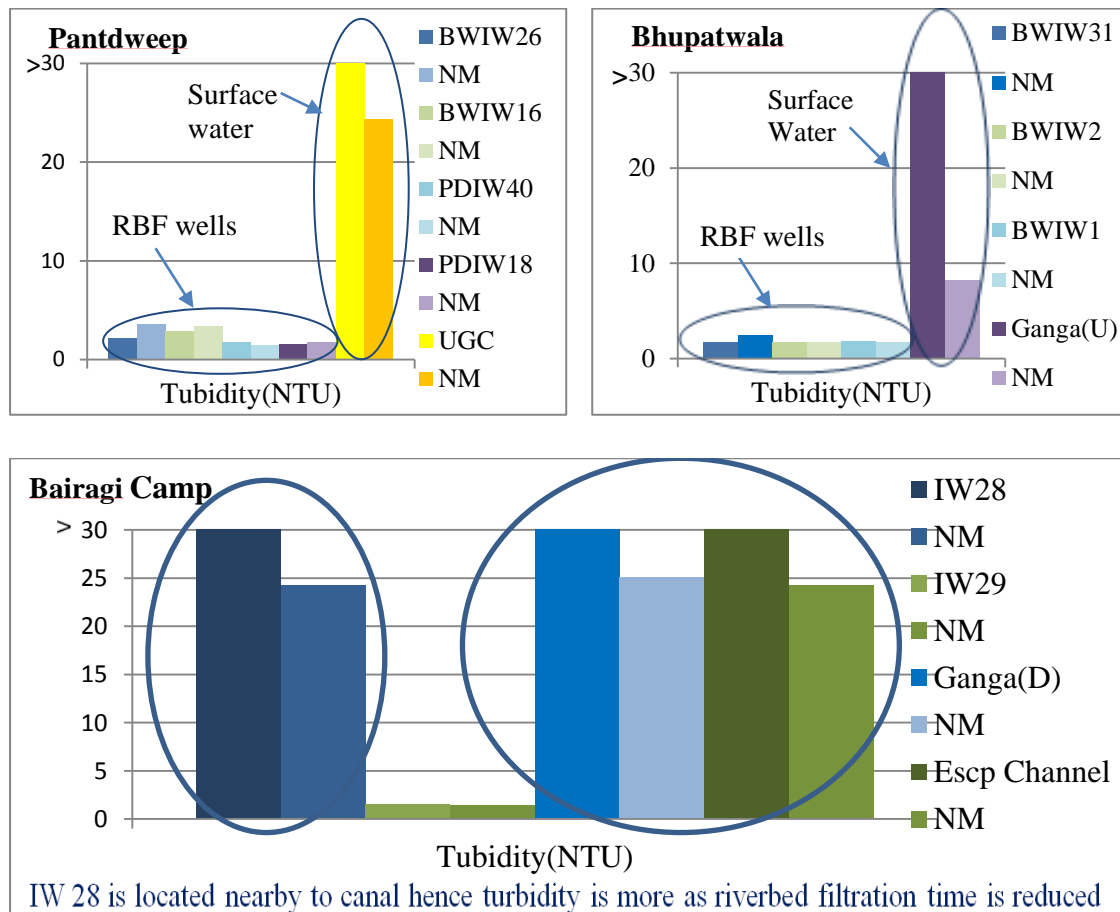 Pantdweep
>30
20
10
0
Surface
water
RBF wells
Tubidity(NTU)
BWIW26
NM
BWIW16
NM
PDIW40
NM
PDIW18
NM
UGC
NM
Bhupatwala
>30
20
10
0
Surface
Water
RBF wells
Tubidity(NTU)
BWIW31
NM
BWIW2
NM
BWIW1
NM
Ganga(U)
NM
Bairagi Camp
> 30
25
20
15
10
5
0
Tubidity(NTU)
IW28
NM
IW29
NM
Ganga(D)
NM
Escp Channel
NM
IW 28 is located nearby to canal hence turbidity is more as riverbed filtration time is reduced